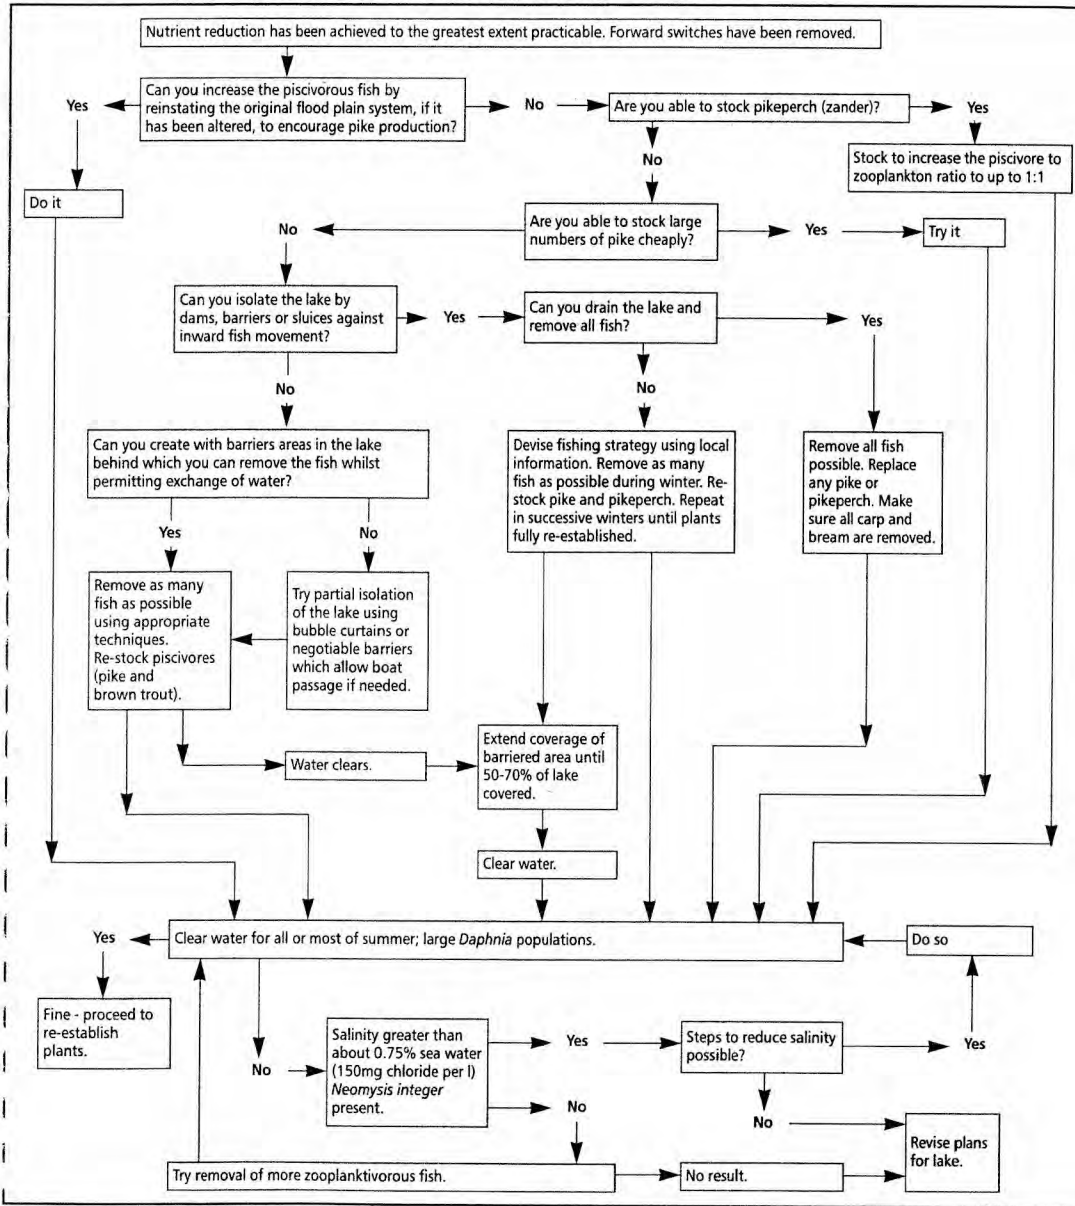 Nutrient reduction has been achieved to the greatest extent practicable. Forward switches have been removed.
Yes
Can you increase the piscivorous fish by
reinstating the original flood plain system, if it
has been altered, to encourage pike production?
No
Are you able to stock pikeperch (zander)?
Yes
Do it
No
Stock to increase the piscivore to
zooplankton ratio to up to 1:1
No
Are you able to stock large
numbers of pike cheaply?
Yes
Try it
Can you isolate the lake by
dams, barriers or sluices against
inward fish movement?
Yes
Can you drain the lake and
remove all fish?
Yes
No
No
Can you create with barriers areas in the lake
behind which you can remove the fish whilst
permitting exchange of water?
Devise fishing strategy using local
information. Remove as many
fish as possible during winter. Re-
stock pike and pikeperch. Repeat
in successive winters until plants
fully re-established.
Remove all fish
possible. Replace
any pike or
pikeperch. Make
sure all carp and
bream are removed.
Yes
No
Remove as many
fish as possible
using appropriate
techniques.
Re-stock piscivores
(pike and
brown trout).
Try partial isolation
of the lake using
bubble curtains or
negotiable barriers
which allow boat
passage if needed.
Water clears.
Extend coverage of
barriered area until
50-70% of lake
covered.
Clear water.
Yes
Clear water for all or most of summer; large Daphnia populations.
Do so
Fine - proceed to
re-establish
plants.
No
Salinity greater than
about 0.75% sea water
(150mg chloride per l)
Neomysis integer
present.
Yes
Steps to reduce salinity
possible?
Yes
No
No
Revise plans
for lake.
Try removal of more zooplanktivorous fish.
No result.